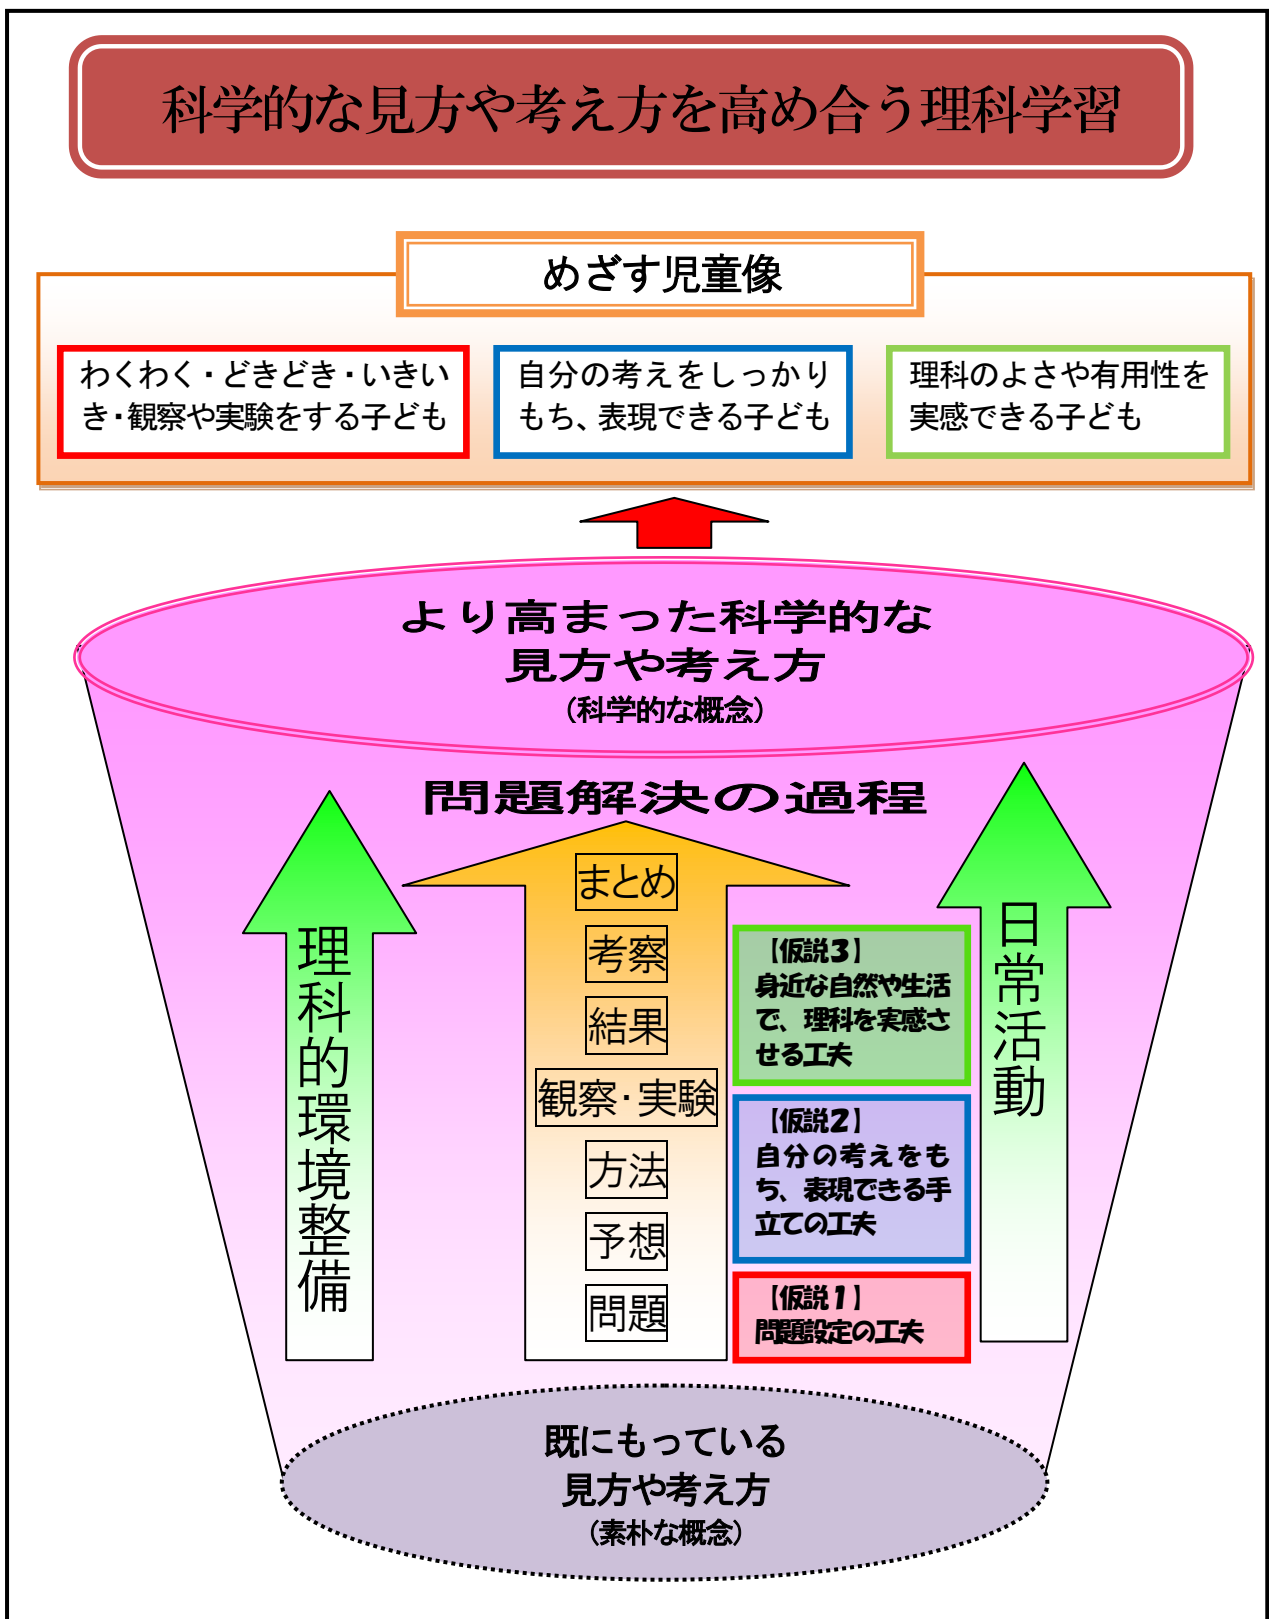 科学的な見方や考え方を高め合う理科学習
めざす児童像
わくわく・どきどき・いきい
き・観察や実験をする子ども
自分の考えをしっかり
もち、表現できる子ども
理科のよさや有用性を
実感できる子ども
より高まった科学的な
見方や考え方
（科学的な概念）
問題解決の過程
理科的環境整備
まとめ
考察
結果
観察・実験
方法
予想
問題
【仮説３】
身近な自然や生活
で、理科を実感さ
せる工夫
【仮説２】
自分の考えをも
ち、表現できる手
立ての工夫
【仮説１】
問題設定の工夫
日常活動
既にもっている
見方や考え方
（素朴な概念）